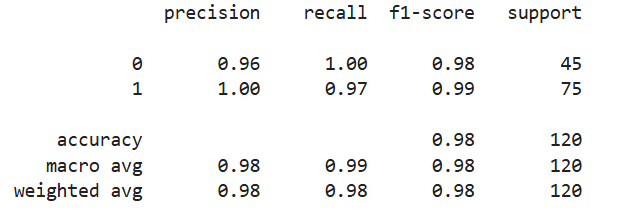 precision recall f1-score support
0 0.96 1.00 0.98 45
1 1.00 0.97 0.99 75
accuracy 0.98 120
macro avg 0.98 0.99 0.98 120
weighted avg 0.98 0.98 0.98 120